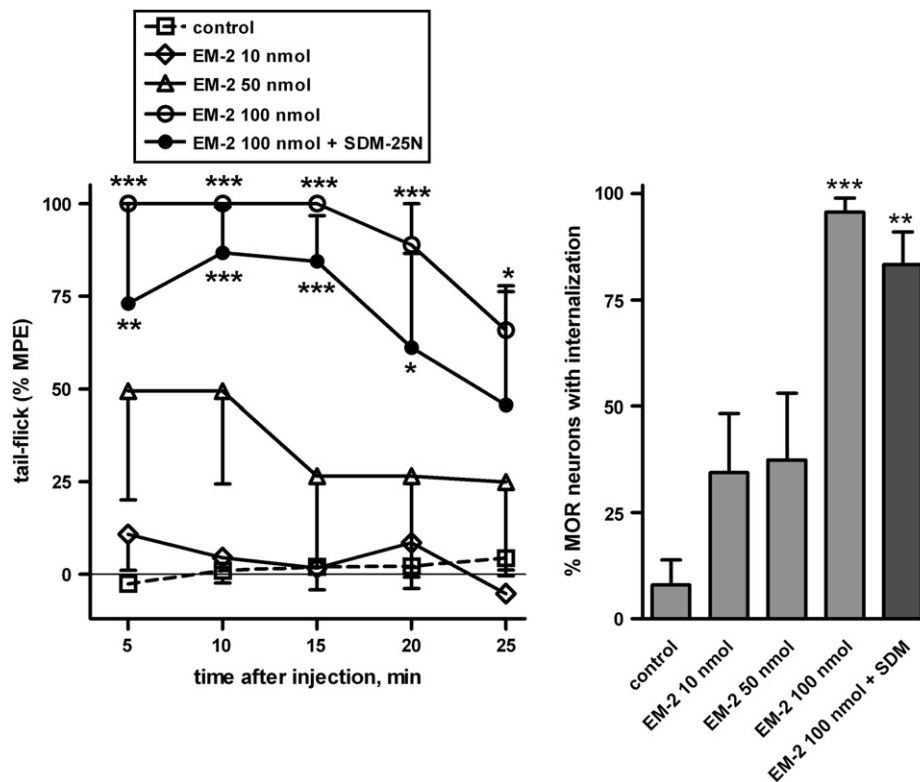 control
EM-2 10 nmol
EM-2 50 nmol
EM-2 100 nmol
EM-2 100 nmol + SDM-25N
tail-flick (% MPE)
100
75
50
25
0
***
***
***
***
*
**
***
***
*
5
10
15
20
25
time after injection, min
% MOR neurons with internalization
100
75
50
25
0
***
**
control
EM-2 10 nmol
EM-2 50 nmol
EM-2 100 nmol
EM-2 100 nmol + SDM